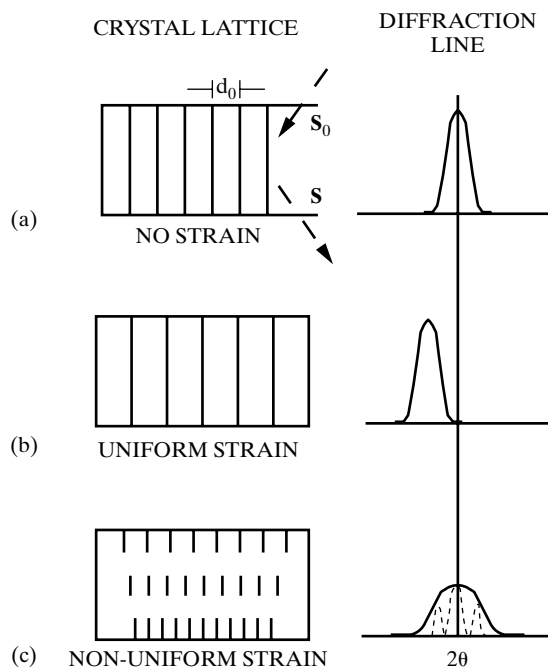 CRYSTAL LATTICE
DIFFRACTION
LINE
d₀
s₀
s
(a)
NO STRAIN
(b)
UNIFORM STRAIN
(c)
NON-UNIFORM STRAIN
2θ